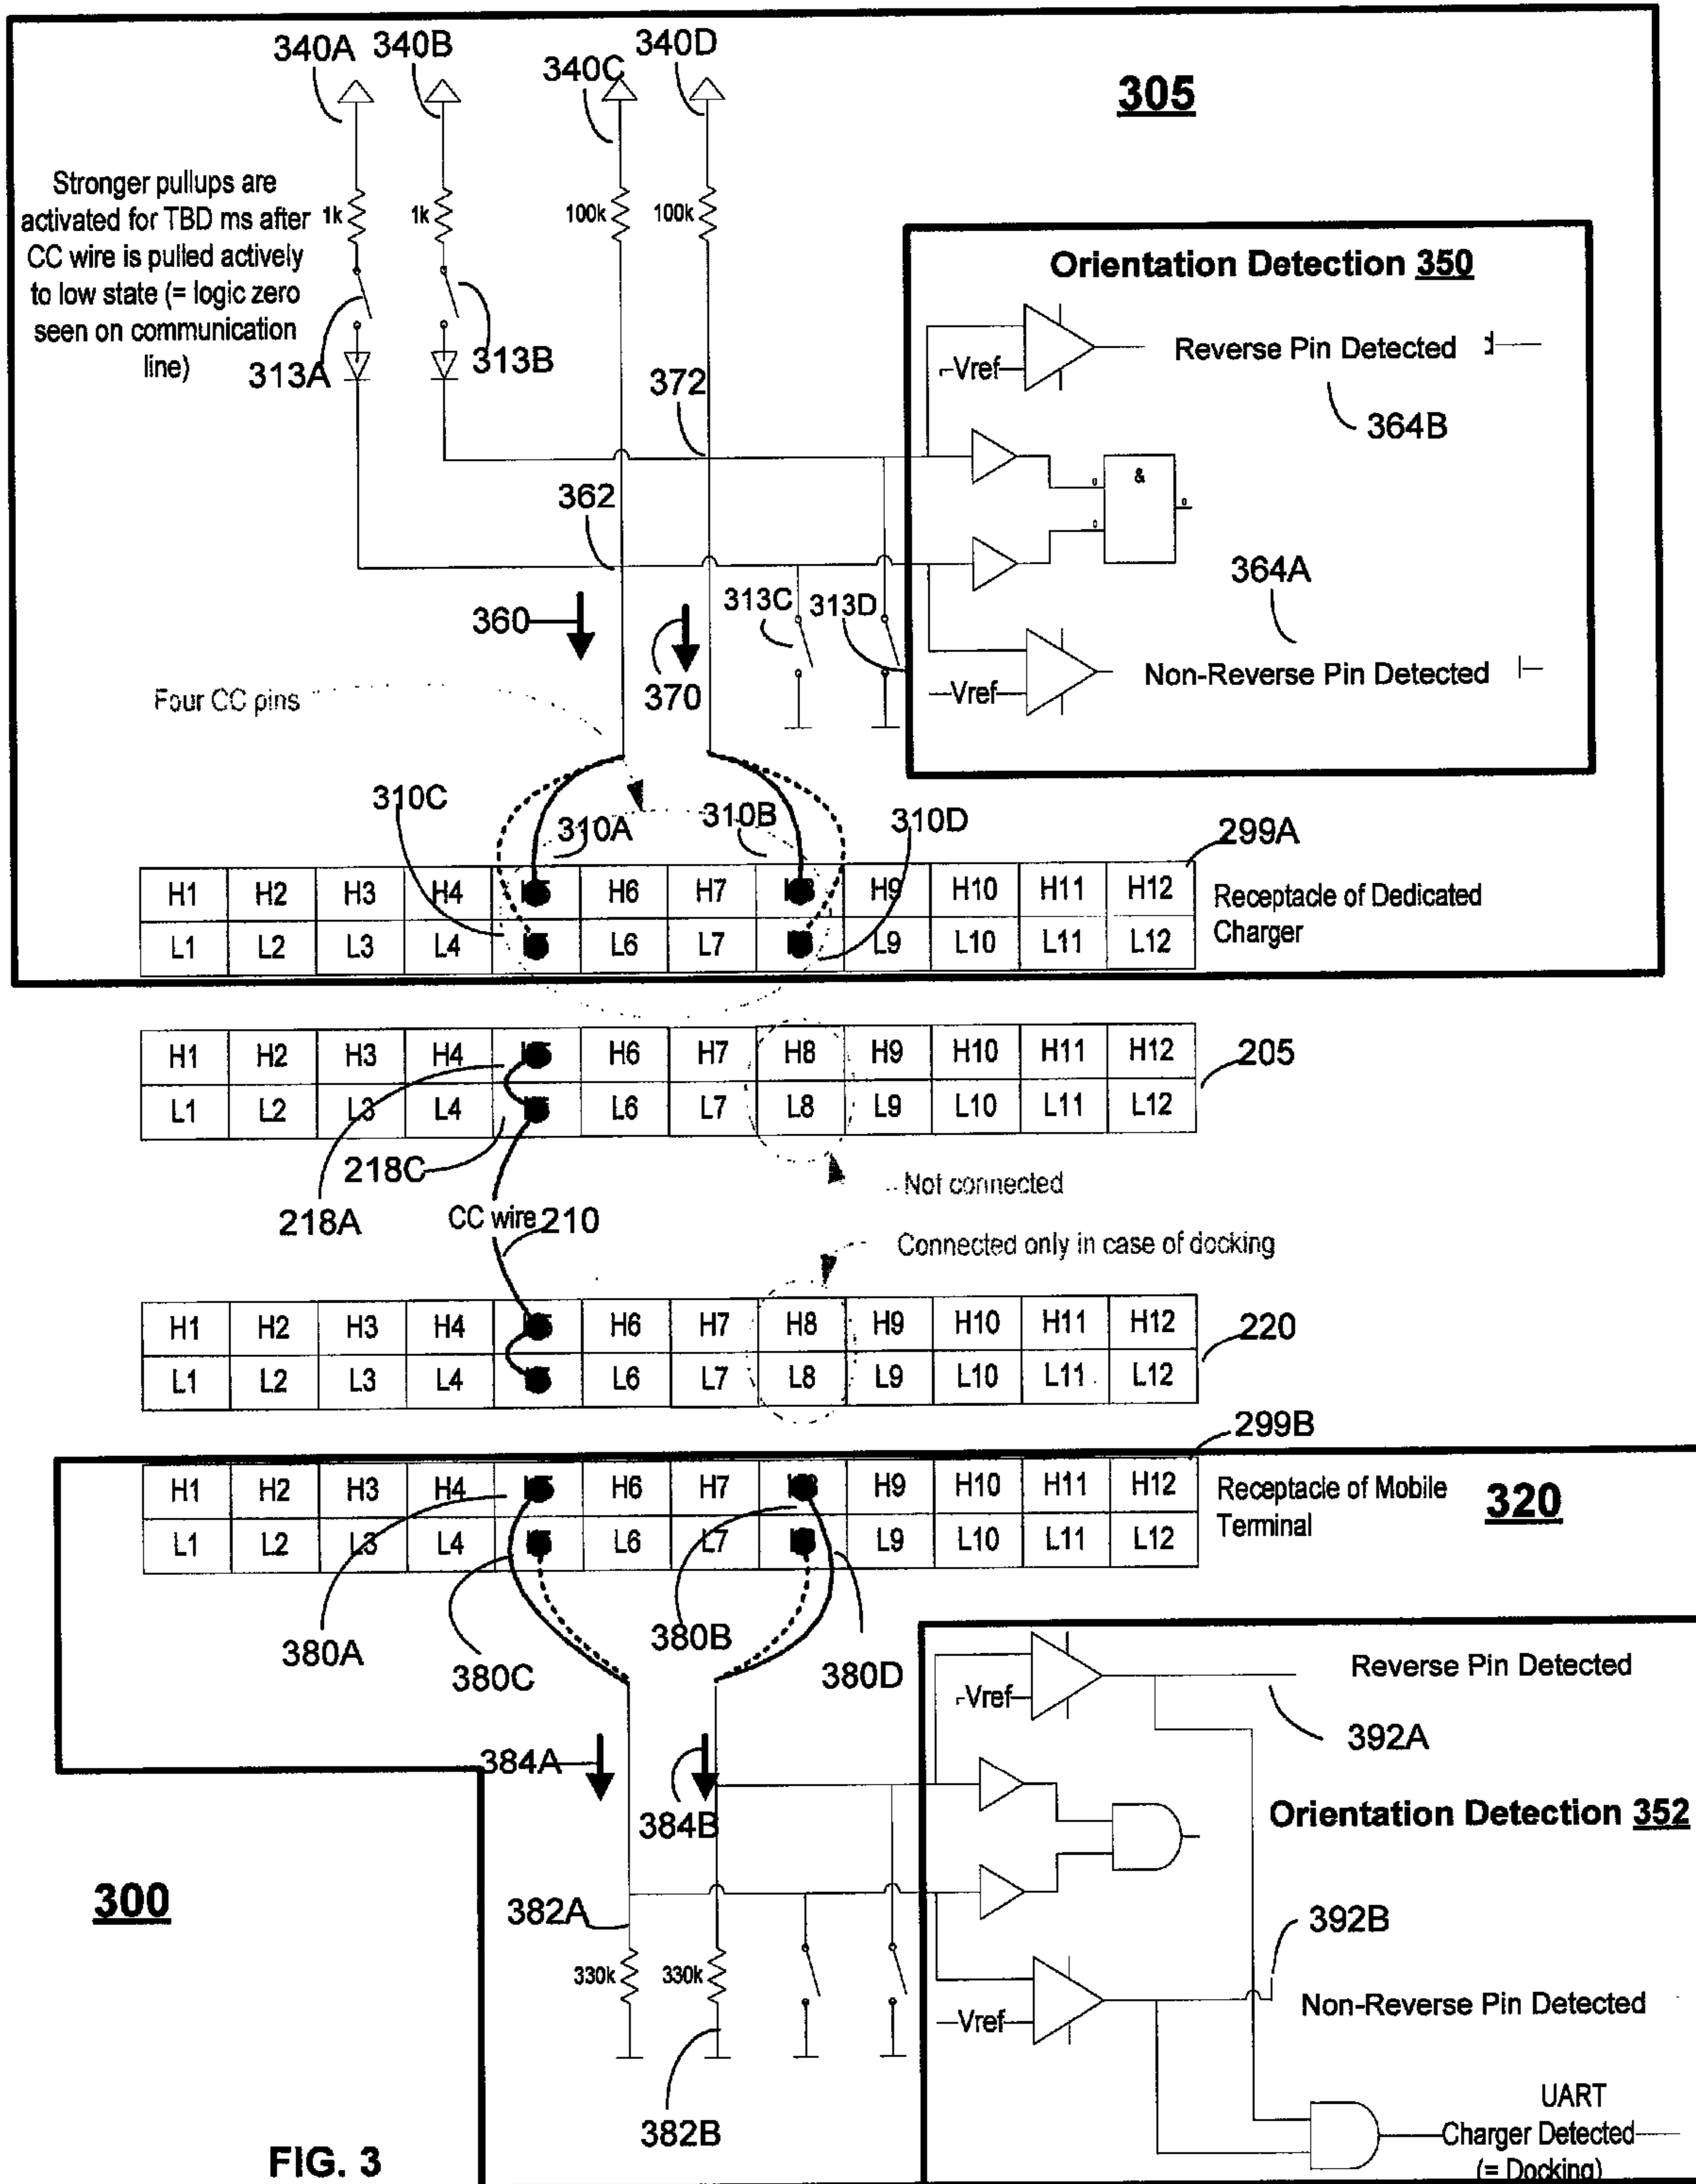 340A 340B 340C 340D
305
Stronger pullups are
activated for TBD ms after
CC wire is pulled actively
to low state (= logic zero
seen on communication
line)
1k 1k 100k 100k
313A 313B
372
362
360
370
313C 313D
Orientation Detection 350
Vref
Reverse Pin Detected
364B
&
0
0
0
364A
Vref
Non-Reverse Pin Detected
Four CC pins
310C 310A 310B 310D
299A
H1 H2 H3 H4 H6 H7 H9 H10 H11 H12
L1 L2 L3 L4 L6 L7 L9 L10 L11 L12
Receptacle of Dedicated
Charger
H1 H2 H3 H4 H6 H7 H8 H9 H10 H11 H12
L1 L2 L3 L4 L6 L7 L8 L9 L10 L11 L12
205
218C
218A
CC wire 210
Not connected
Connected only in case of docking
H1 H2 H3 H4 H6 H7 H8 H9 H10 H11 H12
L1 L2 L3 L4 L6 L7 L8 L9 L10 L11 L12
220
299B
H1 H2 H3 H4 H6 H7 H9 H10 H11 H12
L1 L2 L3 L4 L6 L7 L9 L10 L11 L12
Receptacle of Mobile
Terminal
320
380A 380C 380B 380D
384A
384B
Vref
Reverse Pin Detected
392A
Orientation Detection 352
300
382A
330k 330k
382B
392B
Vref
Non-Reverse Pin Detected
UART
Charger Detected
(= Docking)
FIG. 3